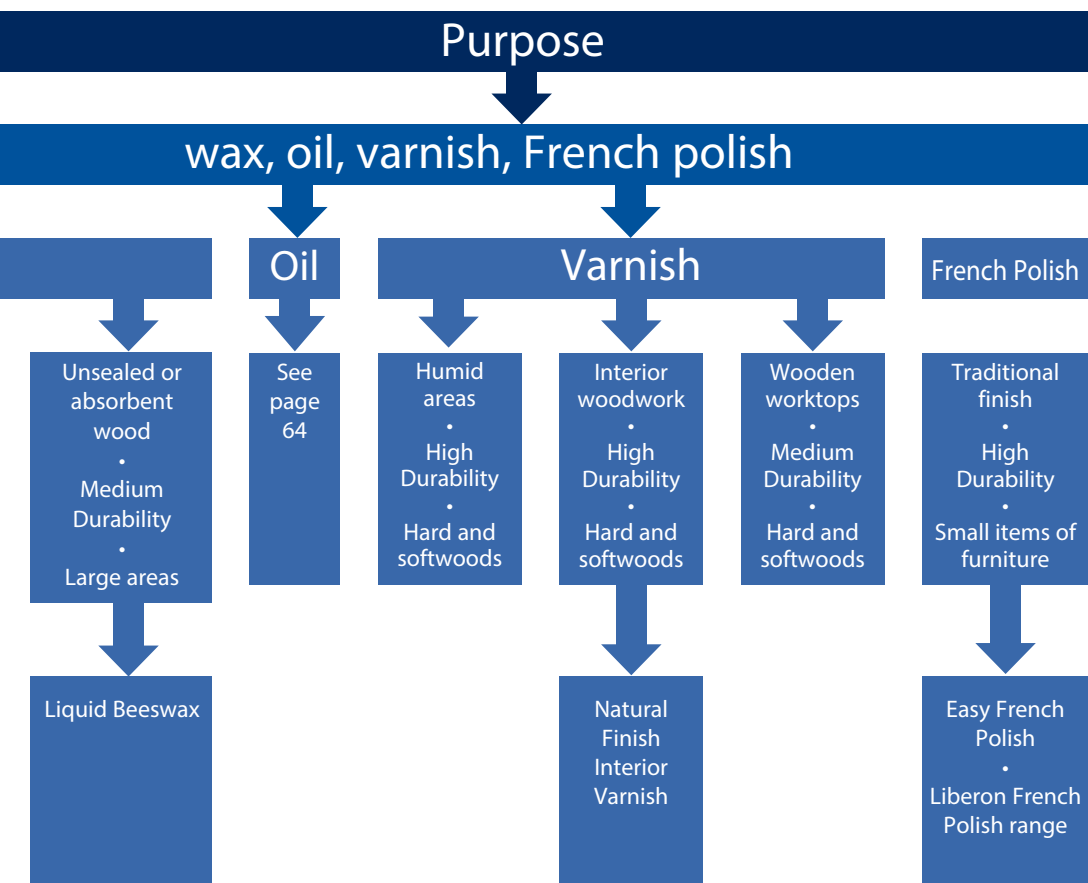 Purpose
wax, oil, varnish, French polish
Oil
Varnish
French Polish
Unsealed or
absorbent
wood
•
Medium
Durability
•
Large areas
See
page
64
Humid
areas
•
High
Durability
•
Hard and
softwoods
Interior
woodwork
•
High
Durability
•
Hard and
softwoods
Wooden
worktops
•
Medium
Durability
•
Hard and
softwoods
Traditional
finish
•
High
Durability
•
Small items of
furniture
Liquid Beeswax
Natural
Finish
Interior
Varnish
Easy French
Polish
•
Liberon French
Polish range